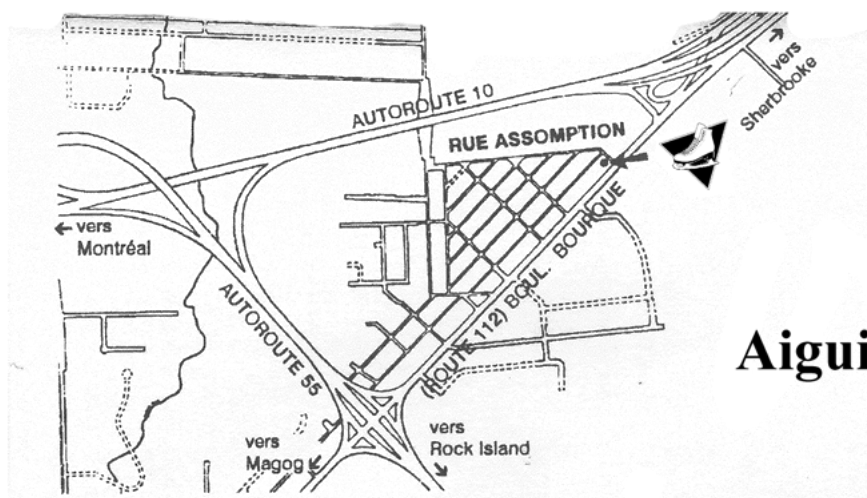 AUTOROUTE 10
vers
Sherbrooke
RUE ASSOMPTION
vers
Montréal
AUTOROUTE 55
(ROUTE 112) BOUL. BOURQUE
Aigui
vers
Magog
vers
Rock Island